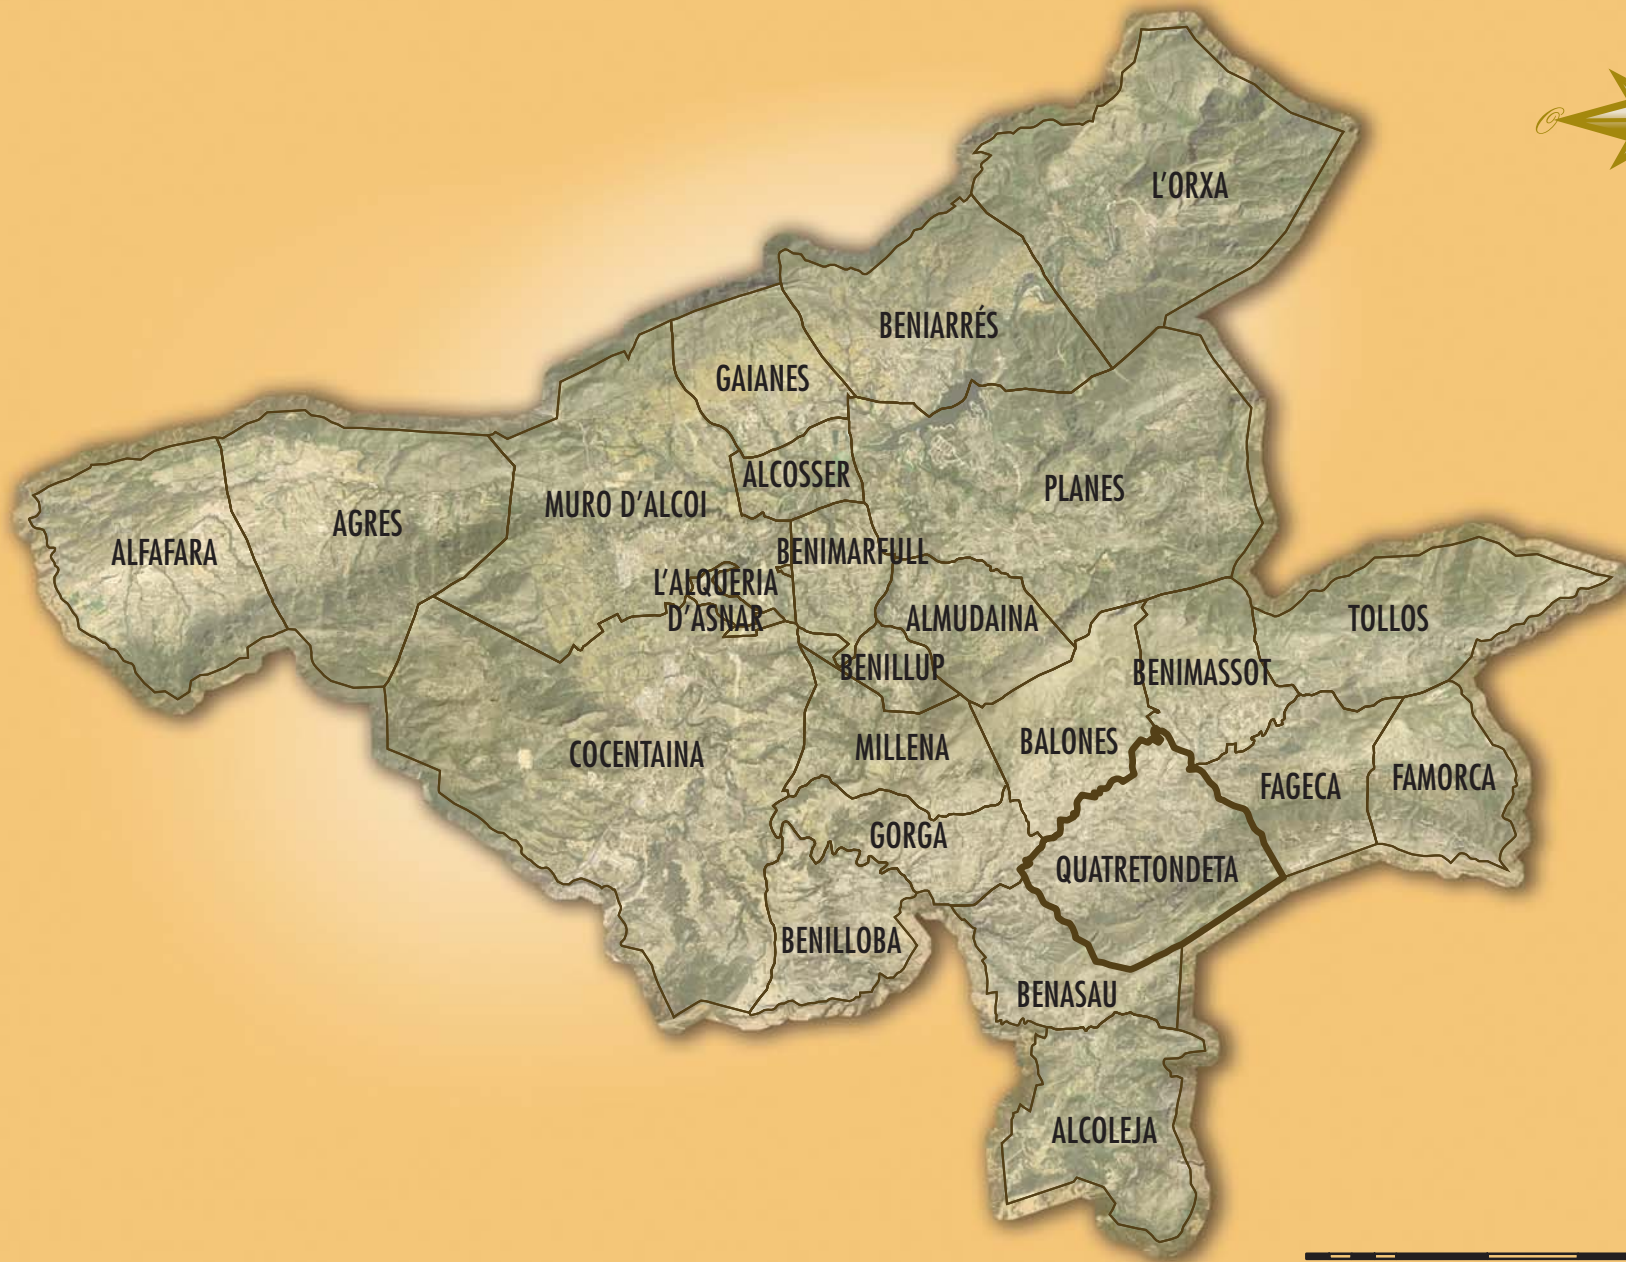 L'ORXA
BENIARRÉS
GAIANES
ALCOSSER
PLANES
MURO D'ALCOI
AGRES
ALFAFARA
BENIMARFULL
L'ALQUERIA
D'ASNAR
ALMUDAINA
TOLLOS
BENILLUP
BENIMASSOT
COCENTAINA
MILLENA
BALONES
FAGECA
FAMORCA
GORGA
QUATRETONDETA
BENILLOBA
BENASAU
ALCOLEJA